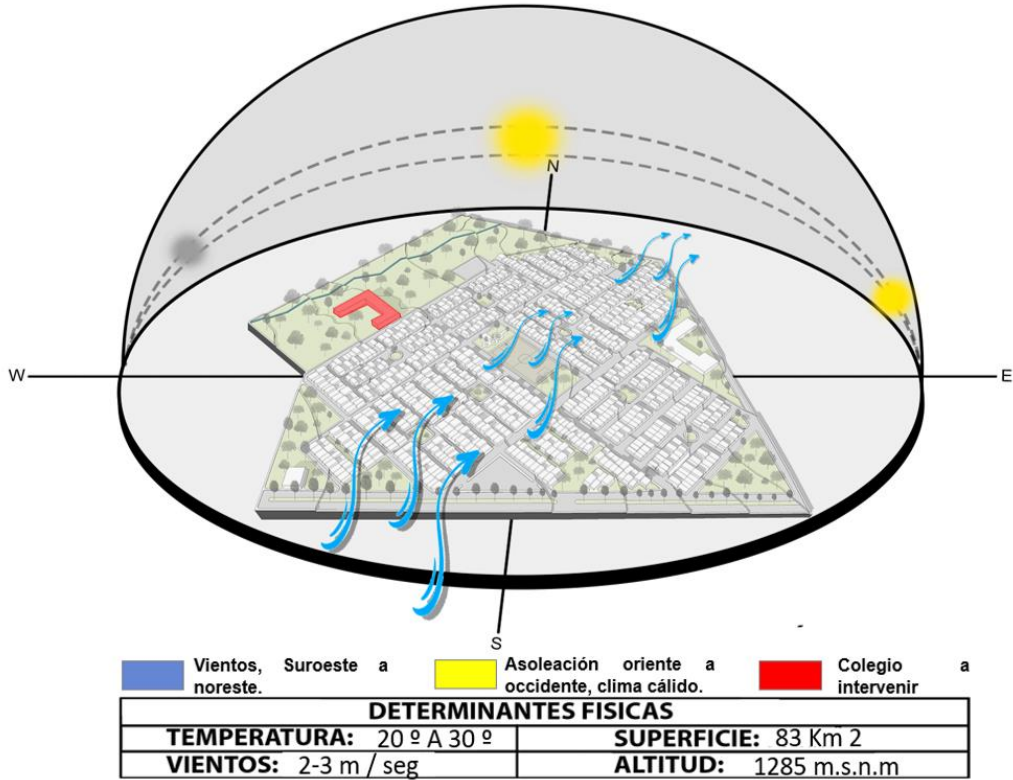 N
W
E
S
Vientos, Suroeste a
noreste.
Asoleación oriente a
occidente, clima cálido.
Colegio a
intervenir
DETERMINANTES FISICAS
TEMPERATURA: 20 º A 30 º
SUPERFICIE: 83 Km 2
VIENTOS: 2-3 m / seg
ALTITUD: 1285 m.s.n.m